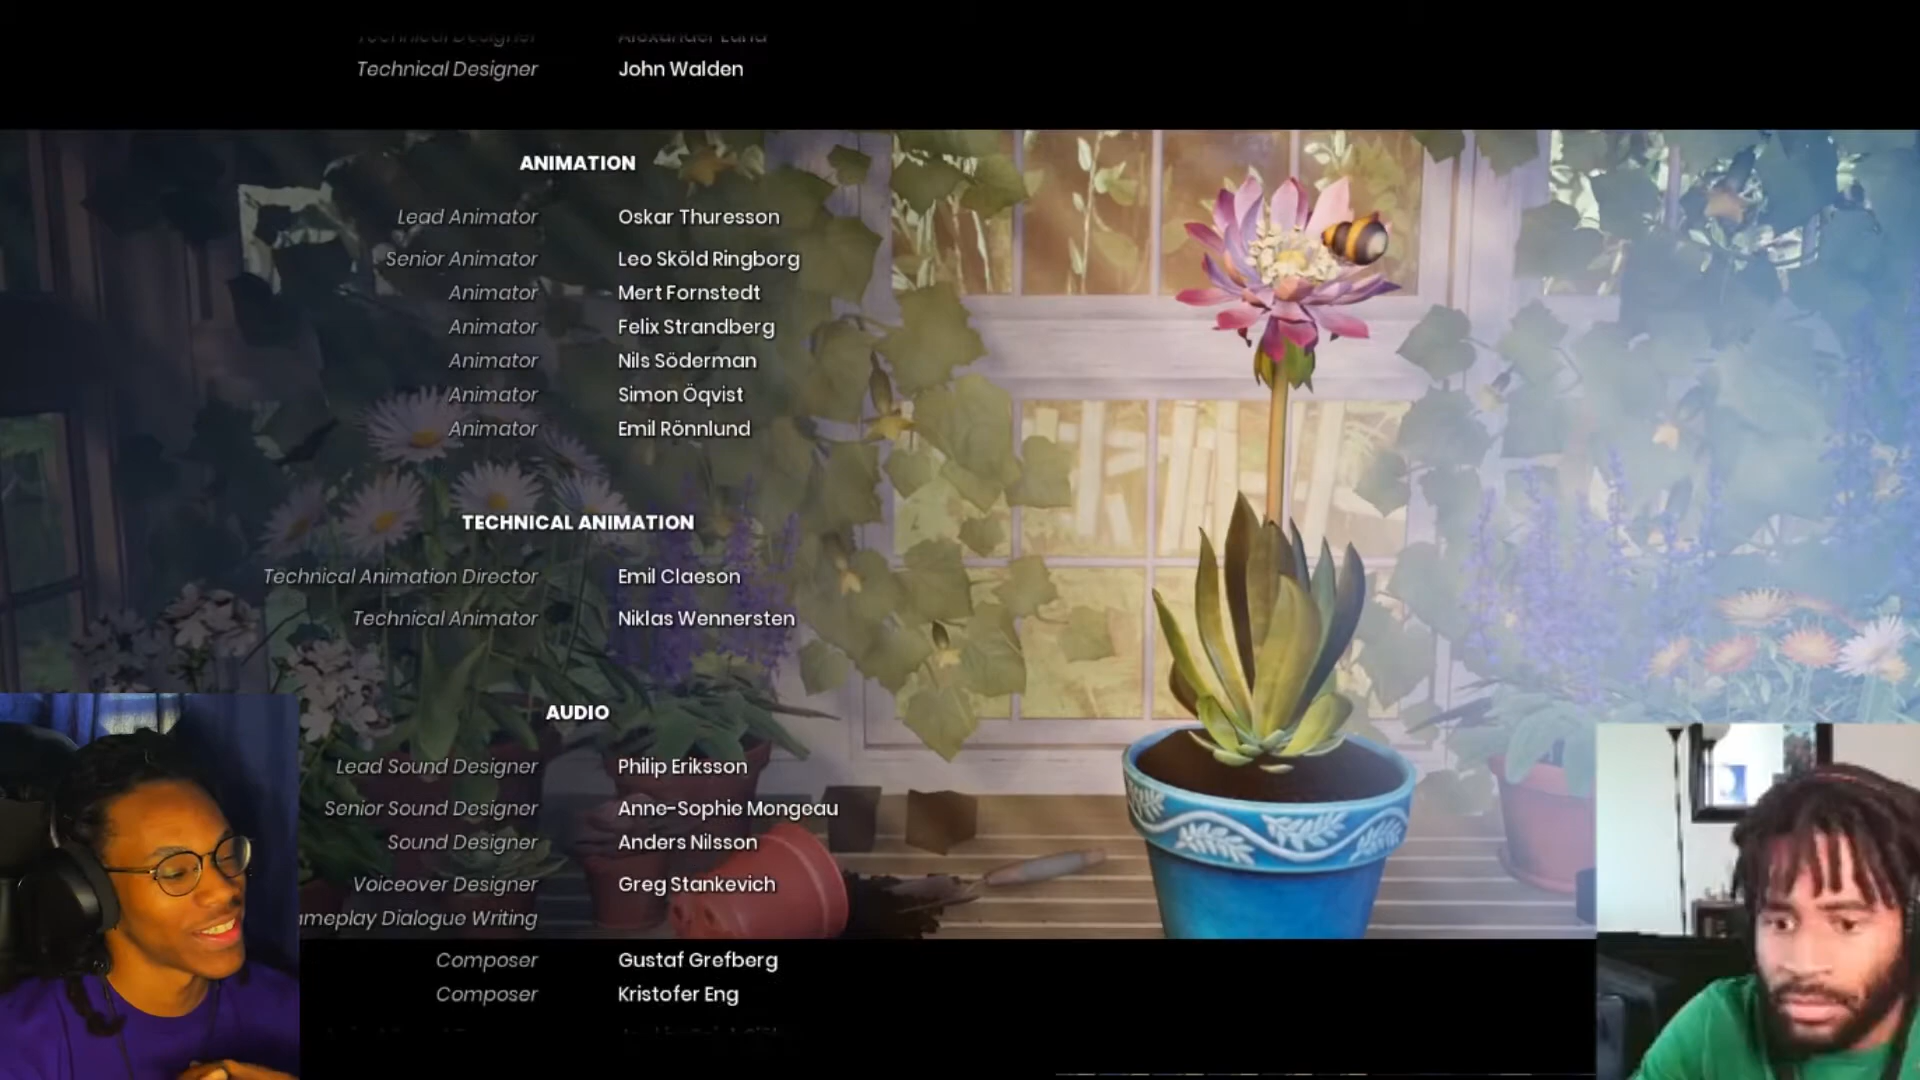 Technical Designer John Walden
ANIMATION
Lead Animator Oskar Thuresson
Senior Animator Leo Sköld Ringborg
Animator Mert Fornstedt
Animator Felix Strandberg
Animator Nils Söderman
Animator Simon Öqvist
Animator Emil Rönnlund
TECHNICAL ANIMATION
Technical Animation Director Emil Claeson
Technical Animator Niklas Wennersten
AUDIO
Lead Sound Designer Philip Eriksson
Senior Sound Designer Anne-Sophie Mongeau
Sound Designer Anders Nilsson
Voiceover Designer Greg Stankevich
Dialogue Writing
Composer Gustaf Grefberg
Composer Kristofer Eng